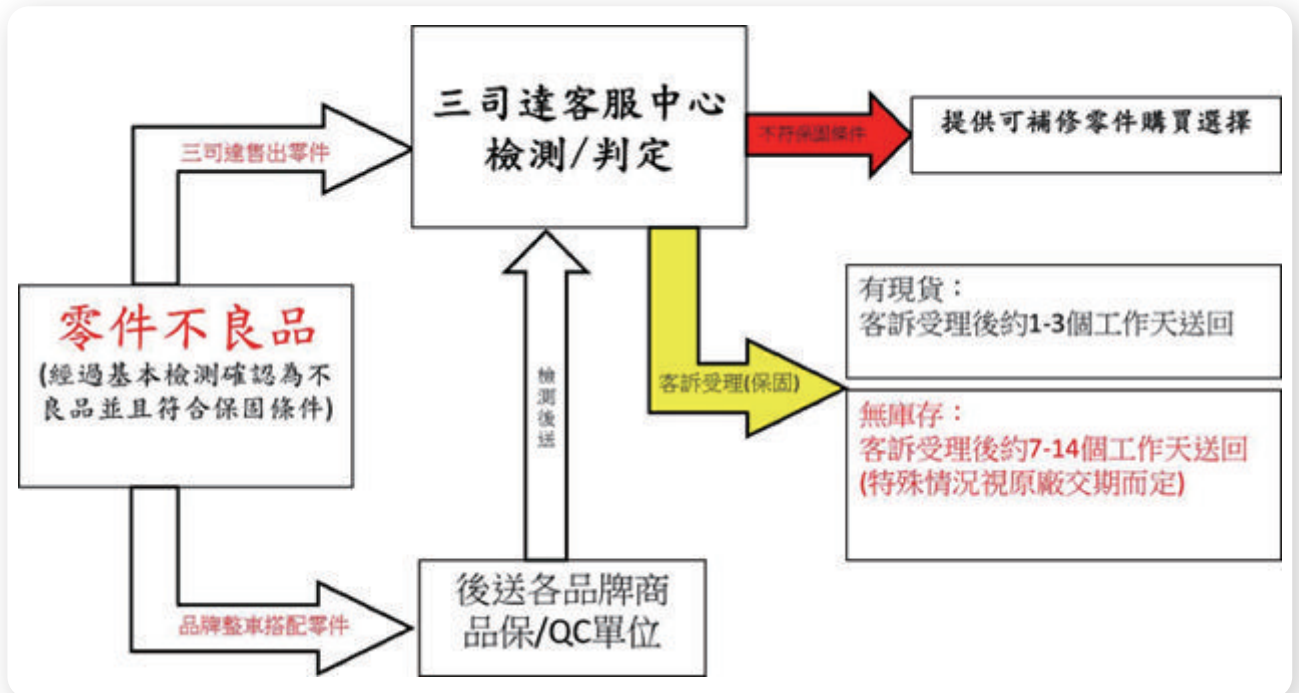 三司達客服中心
檢測/判定
不符保固條件
提供可補修零件購買選擇
三司達售出零件
零件不良品
(經過基本檢測確認為不
良品並且符合保固條件)
檢測後送
客訴受理(保固)
有現貨：
客訴受理後約1-3個工作天送回
無庫存：
客訴受理後約7-14個工作天送回
(特殊情況視原廠交期而定)
品牌整車搭配零件
後送各品牌商
品保/QC單位